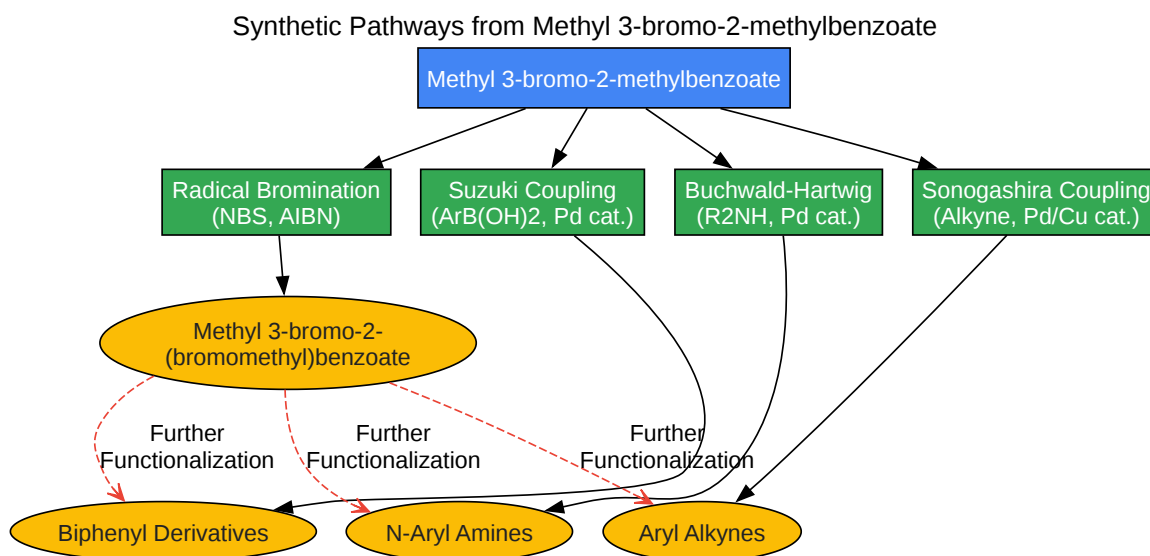 Synthetic Pathways from Methyl 3-bromo-2-methylbenzoate
Methyl 3-bromo-2-methylbenzoate
Radical Bromination
(NBS, AIBN)
Suzuki Coupling
(ArB(OH)2, Pd cat.)
Buchwald-Hartwig
(R2NH, Pd cat.)
Sonogashira Coupling
(Alkyne, Pd/Cu cat.)
Methyl 3-bromo-2-
(bromomethyl)benzoate
Further
Functionalization
Further
Functionalization
Further
Functionalization
Biphenyl Derivatives
N-Aryl Amines
Aryl Alkynes